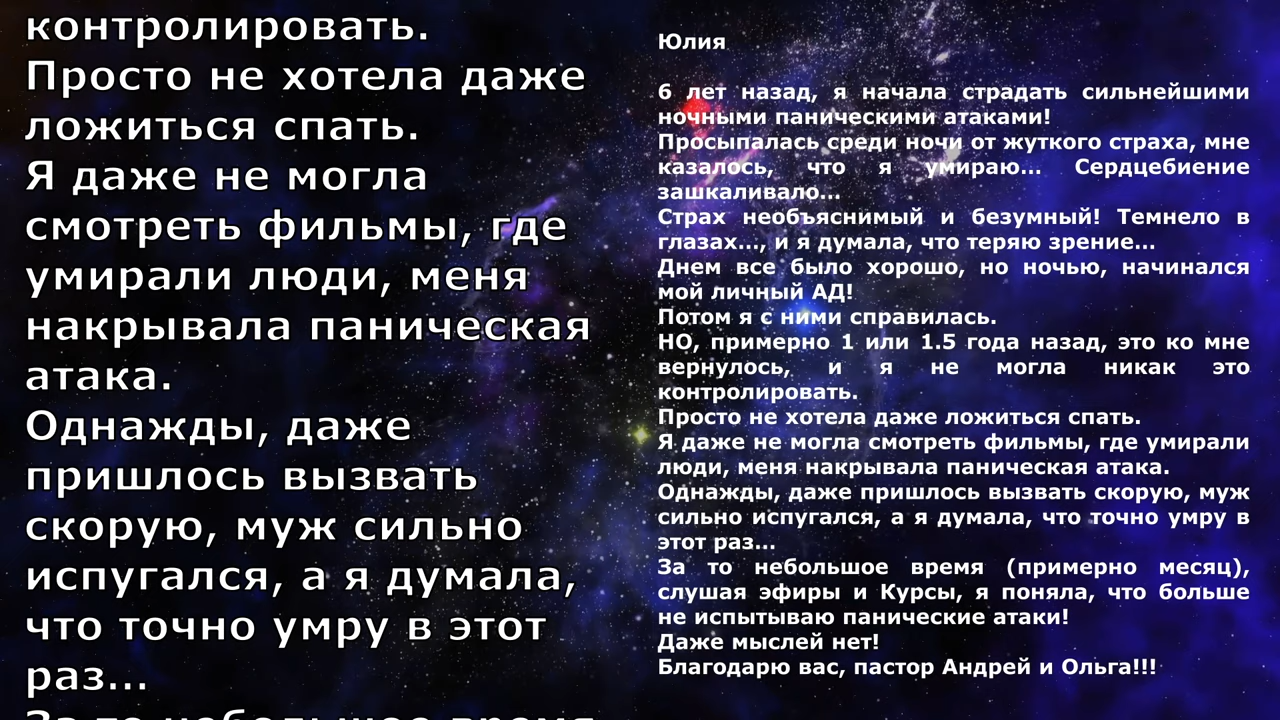 контролировать.
Просто не хотела даже
ложиться спать.
Я даже не могла
смотреть фильмы, где
умирали люди, меня
накрывала паническая
атака.
Однажды, даже
пришлось вызвать
скорую, муж сильно
испугался, а я думала,
что точно умру в этот
раз...
За то небольшое время
Юлия
6 лет назад, я начала страдать сильнейшими
ночными паническими атаками!
Просыпалась среди ночи от жуткого страха, мне
казалось, что я умираю... Сердцебиение
зашкаливало...
Страх необъяснимый и безумный! Темнело в
глазах..., и я думала, что теряю зрение...
Днем все было хорошо, но ночью, начинался
мой личный АД!
Потом я с ними справилась.
НО, примерно 1 или 1.5 года назад, это ко мне
вернулось, и я не могла никак это
контролировать.
Просто не хотела даже ложиться спать.
Я даже не могла смотреть фильмы, где умирали
люди, меня накрывала паническая атака.
Однажды, даже пришлось вызвать скорую, муж
сильно испугался, а я думала, что точно умру в
этот раз...
За то небольшое время (примерно месяц),
слушая эфиры и Курсы, я поняла, что больше
не испытываю панические атаки!
Даже мыслей нет!
Благодарю вас, пастор Андрей и Ольга!!!